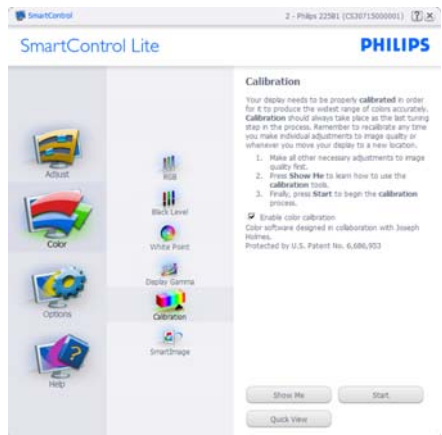 SmartControl
2 - Philips 225B1 (CS30715000001)
SmartControl Lite
PHILIPS
Adjust
Color
Options
Help
RGB
Black Level
White Point
Display Gamma
Calibration
SmartImage
Calibration
Your display needs to be properly calibrated in order
for it to produce the widest range of colors accurately.
Calibration should always take place as the last tuning
step in the process. Remember to recalibrate any time
you make individual adjustments to image quality or
whenever you move your display to a new location.
1. Make all other necessary adjustments to image
quality first.
2. Press Show Me to learn how to use the
calibration tools.
3. Finally, press Start to begin the calibration
process.
Enable color calibration
Color software designed in collaboration with Joseph
Holmes.
Protected by U.S. Patent No. 6,686,953
Show Me
Start
Quick View